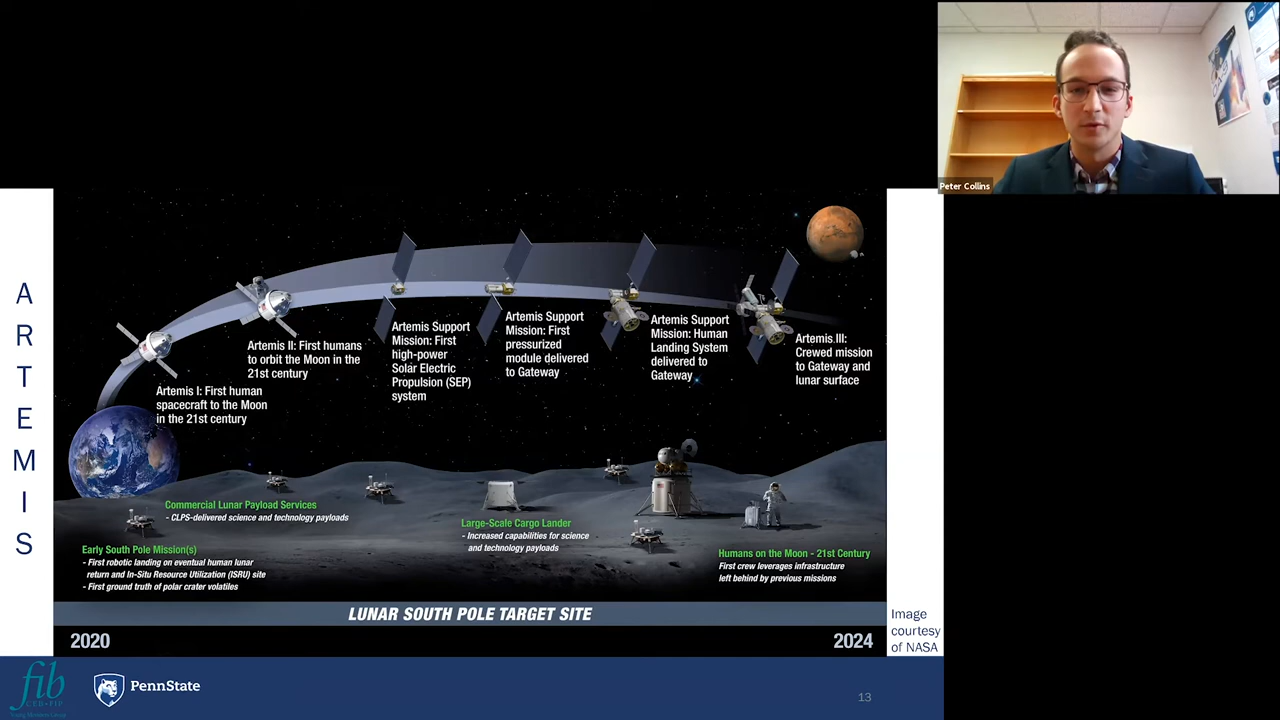 Peter Collins
A
R
T
E
M
I
S
Artemis I: First human
spacecraft to the Moon
in the 21st century
Artemis II: First humans
to orbit the Moon in the
21st century
Artemis Support
Mission: First
high-power
Solar Electric
Propulsion (SEP)
system
Artemis Support
Mission: First
pressurized
module delivered
to Gateway
Artemis Support
Mission: Human
Landing System
delivered to
Gateway
Artemis III:
Crewed mission
to Gateway and
lunar surface
Commercial Lunar Payload Services
- CLPS-delivered science and technology payloads
Early South Pole Mission(s)
- First robotic landing on eventual human lunar
return and In-Situ Resource Utilization (ISRU) site
- First ground truth of polar crater volatiles
Large-Scale Cargo Lander
- Increased capabilities for science
and technology payloads
Humans on the Moon - 21st Century
First crew leverages infrastructure
left behind by previous missions
LUNAR SOUTH POLE TARGET SITE
2020
2024
Image
courtesy
of NASA
fib
CEB-FIP
Young Members Group
PennState
13